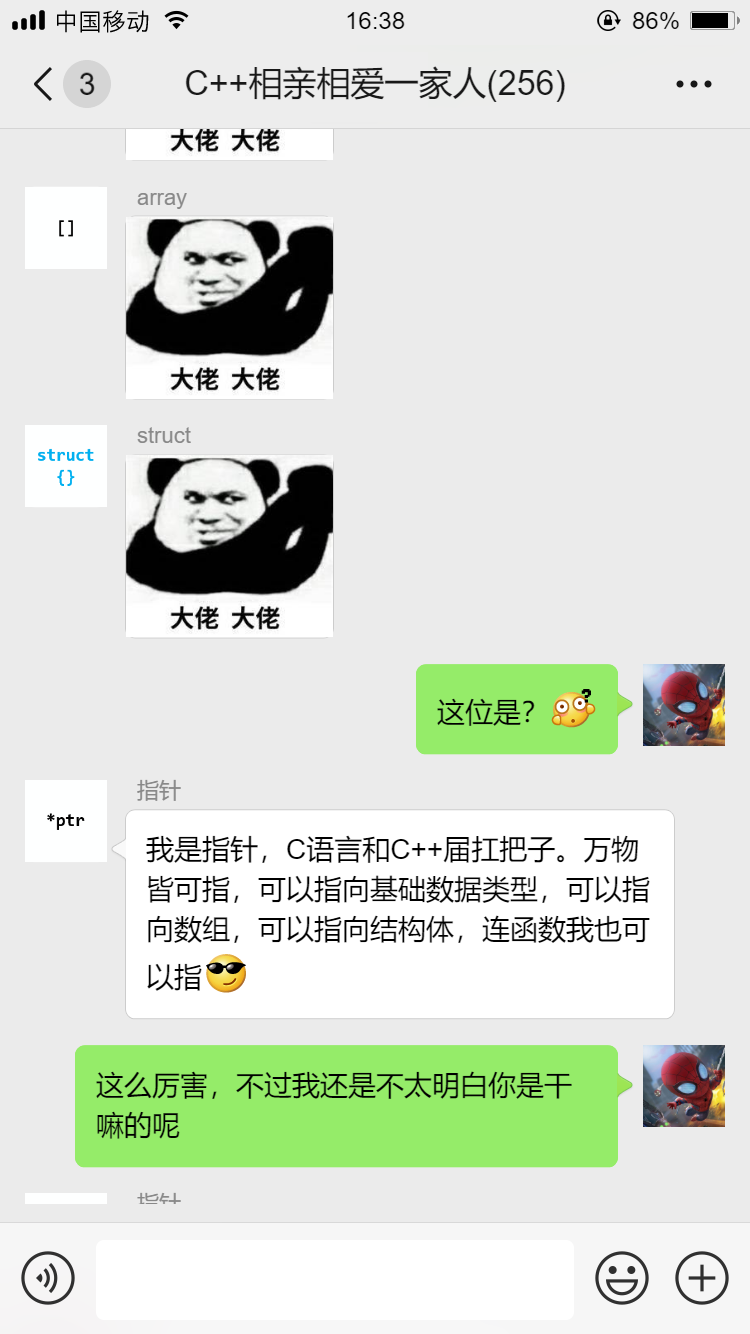 中国移动
16:38
86%
3
C++相亲相爱一家人(256)
大佬 大佬
array
[]
大佬 大佬
struct
struct
{}
大佬 大佬
这位是?
指针
*ptr
我是指针，C语言和C++届扛把子。万物
皆可指，可以指向基础数据类型，可以指
向数组，可以指向结构体，连函数我也可
以指
这么厉害，不过我还是不太明白你是干
嘛的呢
指针